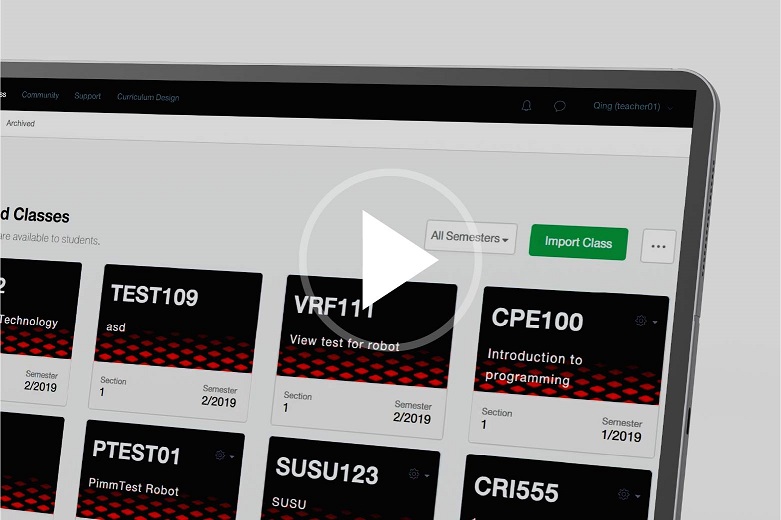 ss Community Support Curriculum Design Qing (teacher01)
Archived
d Classes
are available to students.
All Semesters Import Class
2 TEST109 VRF111 CPE100
Technology asd View test for robot Introduction to
programming
Semester Section Semester Section Semester Section Semester
2/2019 1 2/2019 1 2/2019 1 1/2019
PTEST01 SUSU123 CRI555
PimmTest Robot SUSU